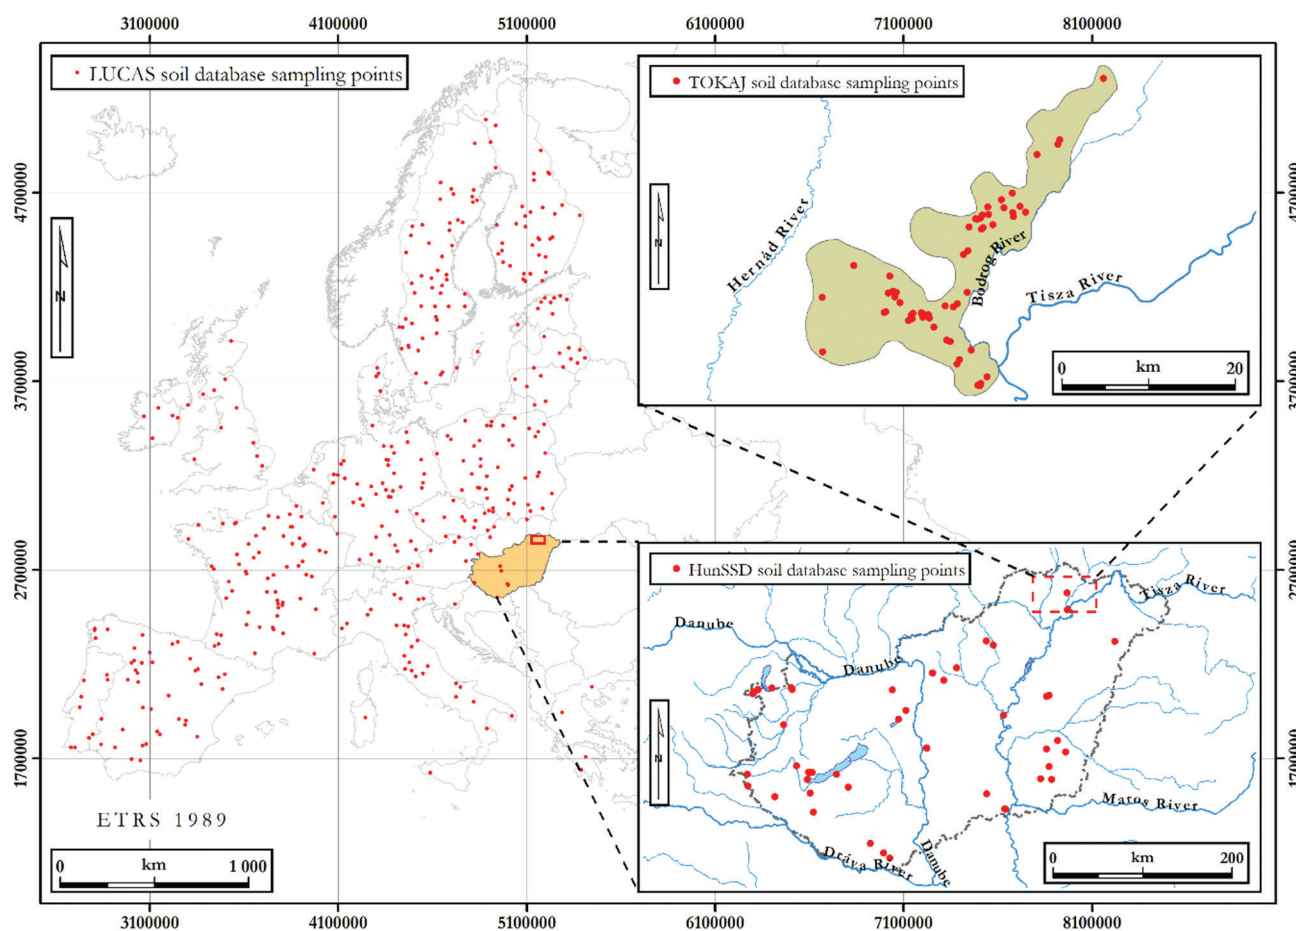 3100000 4100000 5100000 6100000 7100000 8100000
LUCAS soil database sampling points
TOKAJ soil database sampling points
4700000
4700000
N
N
Hernád River
Bodrog River
Tisza River
km
0 20
3700000
3700000
2700000
2700000
N
HunSSD soil database sampling points
Tisza River
Danube
Danube
1700000
1700000
Maros River
Dráva River
Danube
km
0 200
ETRS 1989
km
0 1 000
3100000 4100000 5100000 6100000 7100000 8100000